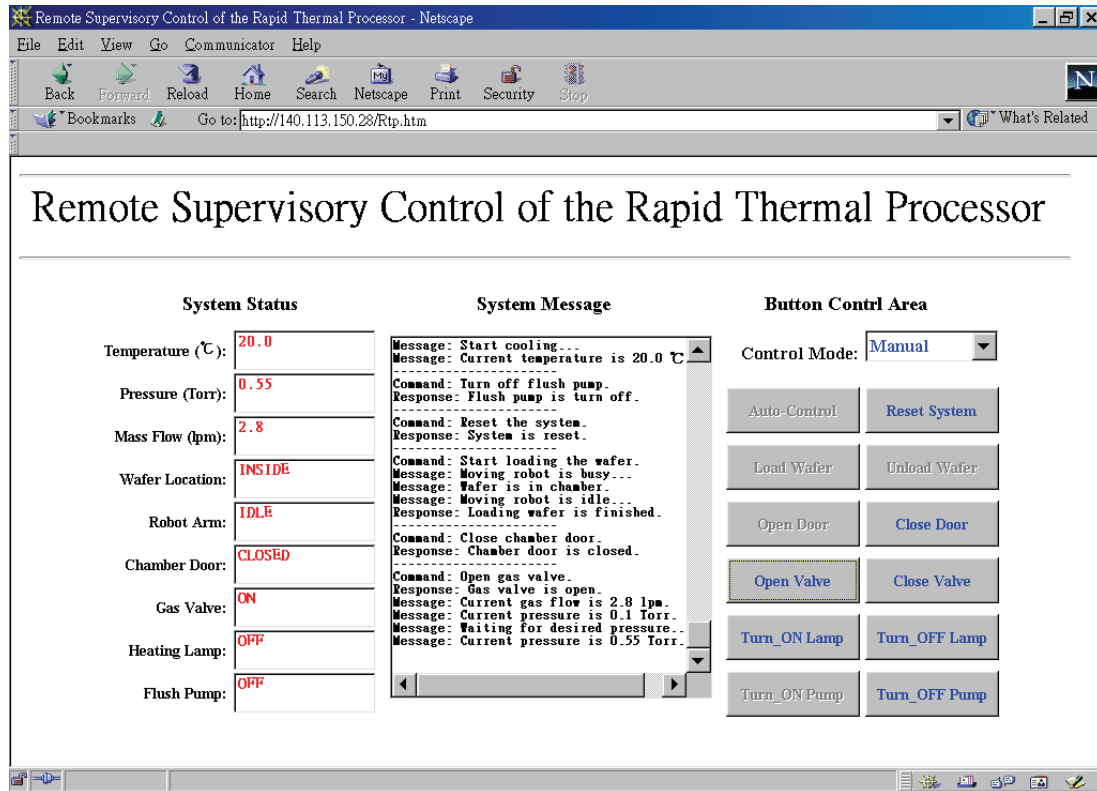 Remote Supervisory Control of the Rapid Thermal Processor - Netscape
File Edit View Go Communicator Help
Back Forward Reload Home Search Netscape Print Security Stop
My
N
Bookmarks Go to: http://140.113.150.28/Rtp.htm What's Related
Remote Supervisory Control of the Rapid Thermal Processor
System Status
Temperature (℃): 20.0
Pressure (Torr): 0.55
Mass Flow (lpm): 2.8
Wafer Location: INSIDE
Robot Arm: IDLE
Chamber Door: CLOSED
Gas Valve: ON
Heating Lamp: OFF
Flush Pump: OFF
System Message
Message: Start cooling...
Message: Current temperature is 20.0 ℃
----------------------
Command: Turn off flush pump.
Response: Flush pump is turn off.
----------------------
Command: Reset the system.
Response: System is reset.
----------------------
Command: Start loading the wafer.
Message: Moving robot is busy...
Message: Wafer is in chamber.
Message: Moving robot is idle...
Response: Loading wafer is finished.
----------------------
Command: Close chamber door.
Response: Chamber door is closed.
----------------------
Command: Open gas valve.
Response: Gas valve is open.
Message: Current gas flow is 2.8 lpm.
Message: Current pressure is 0.1 Torr.
Message: Waiting for desired pressure..
Message: Current pressure is 0.55 Torr.
Button Contrl Area
Control Mode: Manual
Auto-Control Reset System
Load Wafer Unload Wafer
Open Door Close Door
Open Valve Close Valve
Turn_ON Lamp Turn_OFF Lamp
Turn_ON Pump Turn_OFF Pump